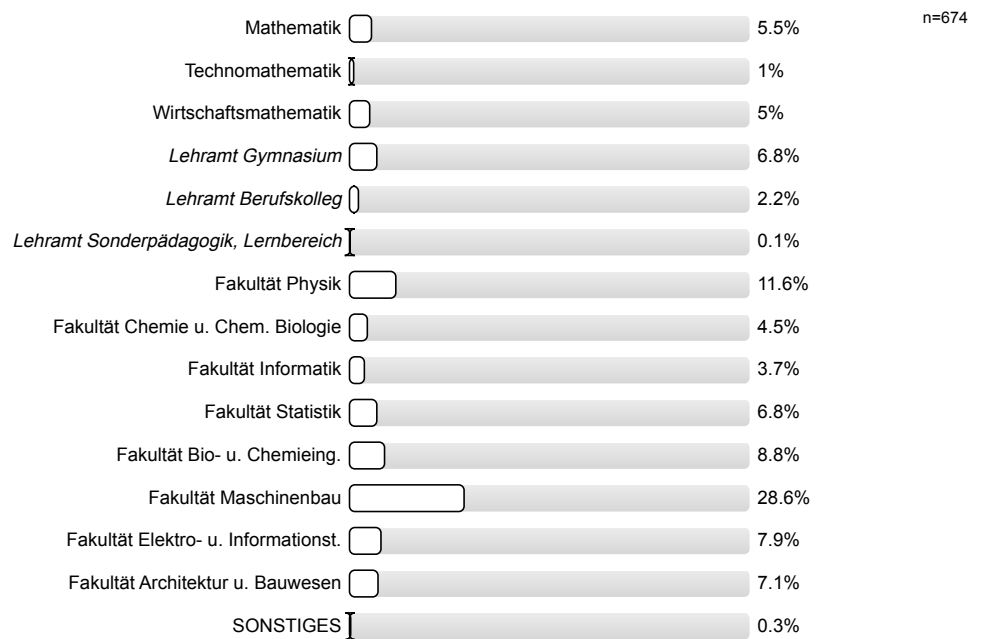 n=674
Mathematik 5.5%
Technomathematik 1%
Wirtschaftsmathematik 5%
Lehramt Gymnasium 6.8%
Lehramt Berufskolleg 2.2%
Lehramt Sonderpädagogik, Lernbereich 0.1%
Fakultät Physik 11.6%
Fakultät Chemie u. Chem. Biologie 4.5%
Fakultät Informatik 3.7%
Fakultät Statistik 6.8%
Fakultät Bio- u. Chemieing. 8.8%
Fakultät Maschinenbau 28.6%
Fakultät Elektro- u. Informationst. 7.9%
Fakultät Architektur u. Bauwesen 7.1%
SONSTIGES 0.3%